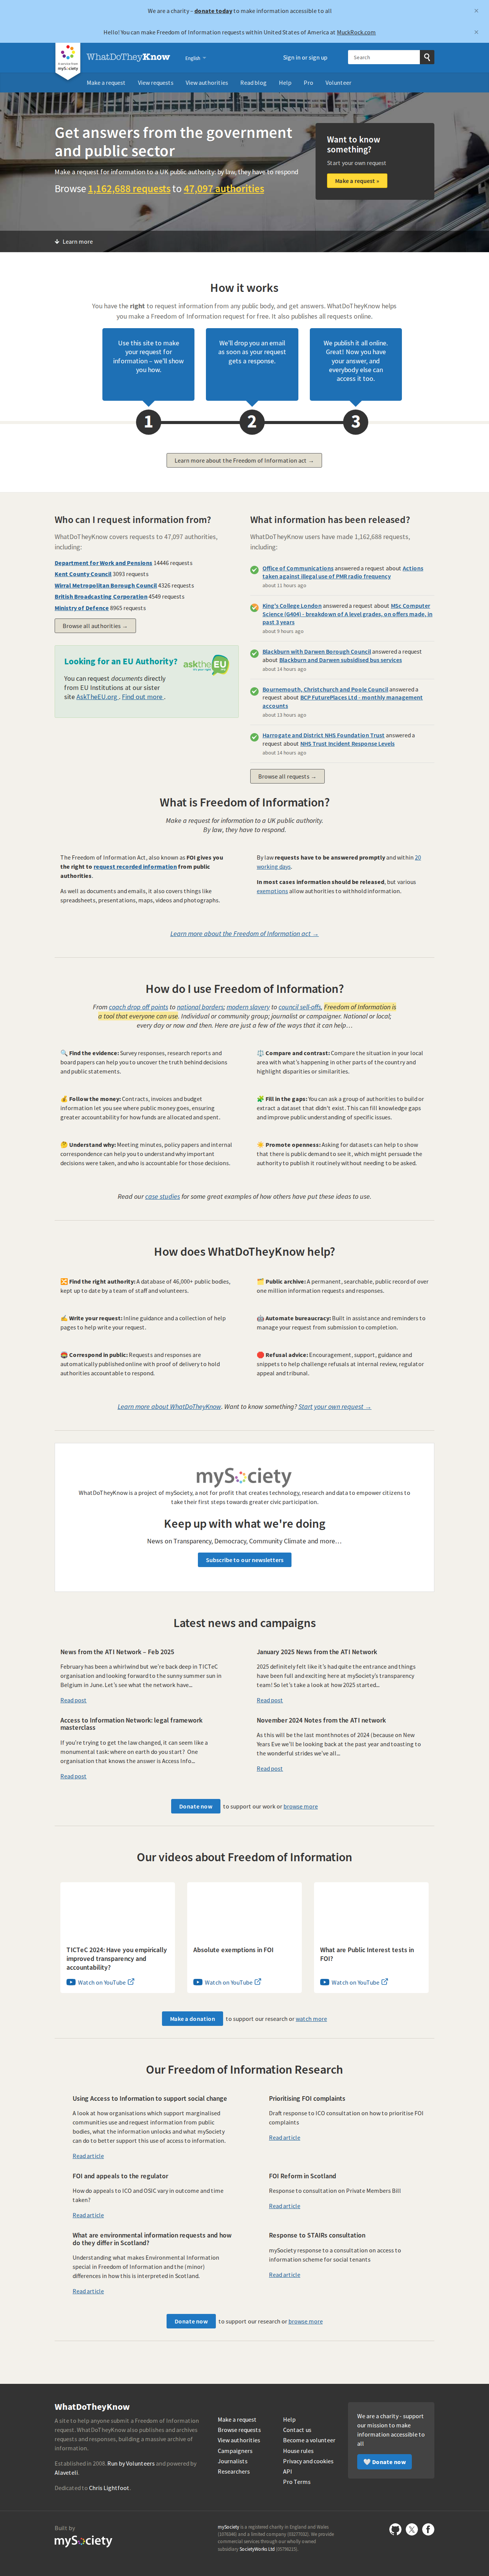 We are a charity – donate today to make information accessible to all
×
Hello! You can make Freedom of Information requests within United States of America at MuckRock.com
×
a service from
mySociety
WhatDoTheyKnow
English
Sign in or sign up
Search
Make a request
View requests
View authorities
Read blog
Help
Pro
Volunteer
Get answers from the government
and public sector
Make a request for information to a UK public authority: by law, they have to respond
Browse 1,162,688 requests to 47,097 authorities
Want to know
something?
Start your own request
Make a request »
Learn more
How it works
You have the right to request information from any public body, and get answers. WhatDoTheyKnow helps
you make a Freedom of Information request for free. It also publishes all requests online.
Use this site to make
your request for
information – we'll show
you how.
We'll drop you an email
as soon as your request
gets a response.
We publish it all online.
Great! Now you have
your answer, and
everybody else can
access it too.
1
2
3
Learn more about the Freedom of Information act →
Who can I request information from?
WhatDoTheyKnow covers requests to 47,097 authorities,
including:
Department for Work and Pensions 14446 requests
Kent County Council 3093 requests
Wirral Metropolitan Borough Council 4326 requests
British Broadcasting Corporation 4549 requests
Ministry of Defence 8965 requests
Browse all authorities →
Looking for an EU Authority?
asktheEU
You can request documents directly
from EU Institutions at our sister
site AskTheEU.org . Find out more .
What information has been released?
WhatDoTheyKnow users have made 1,162,688 requests,
including:
Office of Communications answered a request about Actions
taken against illegal use of PMR radio frequency
about 11 hours ago
King's College London answered a request about MSc Computer
Science (G404) - breakdown of A level grades, on offers made, in
past 3 years
about 9 hours ago
Blackburn with Darwen Borough Council answered a request
about Blackburn and Darwen subsidised bus services
about 14 hours ago
Bournemouth, Christchurch and Poole Council answered a
request about BCP FuturePlaces Ltd - monthly management
accounts
about 13 hours ago
Harrogate and District NHS Foundation Trust answered a
request about NHS Trust Incident Response Levels
about 14 hours ago
Browse all requests →
What is Freedom of Information?
Make a request for information to a UK public authority.
By law, they have to respond.
The Freedom of Information Act, also known as FOI gives you
the right to request recorded information from public
authorities.
As well as documents and emails, it also covers things like
spreadsheets, presentations, maps, videos and photographs.
By law requests have to be answered promptly and within 20
working days.
In most cases information should be released, but various
exemptions allow authorities to withhold information.
Learn more about the Freedom of Information act →
How do I use Freedom of Information?
From coach drop off points to national borders; modern slavery to council sell-offs, Freedom of Information is
a tool that everyone can use. Individual or community group; journalist or campaigner. National or local;
every day or now and then. Here are just a few of the ways that it can help…
🔍 Find the evidence: Survey responses, research reports and
board papers can help you to uncover the truth behind decisions
and public statements.
⚖️ Compare and contrast: Compare the situation in your local
area with what's happening in other parts of the country and
highlight disparities or similarities.
💰 Follow the money: Contracts, invoices and budget
information let you see where public money goes, ensuring
greater accountability for how funds are allocated and spent.
🧩 Fill in the gaps: You can ask a group of authorities to build or
extract a dataset that didn't exist. This can fill knowledge gaps
and improve public understanding of specific issues.
🤔 Understand why: Meeting minutes, policy papers and internal
correspondence can help you to understand why important
decisions were taken, and who is accountable for those decisions.
☀️ Promote openness: Asking for datasets can help to show
that there is public demand to see it, which might persuade the
authority to publish it routinely without needing to be asked.
Read our case studies for some great examples of how others have put these ideas to use.
How does WhatDoTheyKnow help?
🔀 Find the right authority: A database of 46,000+ public bodies,
kept up to date by a team of staff and volunteers.
🗂️ Public archive: A permanent, searchable, public record of over
one million information requests and responses.
✍️ Write your request: Inline guidance and a collection of help
pages to help write your request.
🤖 Automate bureaucracy: Built in assistance and reminders to
manage your request from submission to completion.
📯 Correspond in public: Requests and responses are
automatically published online with proof of delivery to hold
authorities accountable to respond.
🛑 Refusal advice: Encouragement, support, guidance and
snippets to help challenge refusals at internal review, regulator
appeal and tribunal.
Learn more about WhatDoTheyKnow. Want to know something? Start your own request →
mySociety
WhatDoTheyKnow is a project of mySociety, a not for profit that creates technology, research and data to empower citizens to
take their first steps towards greater civic participation.
Keep up with what we're doing
News on Transparency, Democracy, Community Climate and more…
Subscribe to our newsletters
Latest news and campaigns
News from the ATI Network – Feb 2025
February has been a whirlwind but we're back deep in TICTeC
organisation and looking forward to the sunny summer sun in
Belgium in June. Let's see what the network have...
Read post
January 2025 News from the ATI Network
2025 definitely felt like it's had quite the entrance and things
have been full and exciting here at mySociety's transparency
team! So let's take a look at how 2025 started...
Read post
Access to Information Network: legal framework
masterclass
If you're trying to get the law changed, it can seem like a
monumental task: where on earth do you start? One
organisation that knows the answer is Access Info...
Read post
November 2024 Notes from the ATI network
As this will be the last monthnotes of 2024 (because on New
Years Eve we'll be looking back at the past year and toasting to
the wonderful strides we've all...
Read post
Donate now to support our work or browse more
Our videos about Freedom of Information
TICTeC 2024: Have you empirically
improved transparency and
accountability?
Watch on YouTube
Absolute exemptions in FOI
Watch on YouTube
What are Public Interest tests in
FOI?
Watch on YouTube
Make a donation to support our research or watch more
Our Freedom of Information Research
Using Access to Information to support social change
A look at how organisations which support marginalised
communities use and request information from public
bodies, what the information unlocks and what mySociety
can do to better support this use of access to information.
Read article
Prioritising FOI complaints
Draft response to ICO consultation on how to prioritise FOI
complaints
Read article
FOI and appeals to the regulator
How do appeals to ICO and OSIC vary in outcome and time
taken?
Read article
FOI Reform in Scotland
Response to consultation on Private Members Bill
Read article
What are environmental information requests and how
do they differ in Scotland?
Understanding what makes Environmental Information
special in Freedom of Information and the (minor)
differences in how this is interpreted in Scotland.
Read article
Response to STAIRs consultation
mySociety response to a consultation on access to
information scheme for social tenants
Read article
Donate now to support our research or browse more
WhatDoTheyKnow
A site to help anyone submit a Freedom of Information
request. WhatDoTheyKnow also publishes and archives
requests and responses, building a massive archive of
information.
Established in 2008. Run by Volunteers and powered by
Alaveteli.
Dedicated to Chris Lightfoot.
Make a request
Browse requests
View authorities
Campaigners
Journalists
Researchers
Help
Contact us
Become a volunteer
House rules
Privacy and cookies
API
Pro Terms
We are a charity - support
our mission to make
information accessible to
all
🤍 Donate now
Built by
mySociety
mySociety is a registered charity in England and Wales
(1076346) and a limited company (03277032). We provide
commercial services through our wholly owned
subsidiary SocietyWorks Ltd (05798215).